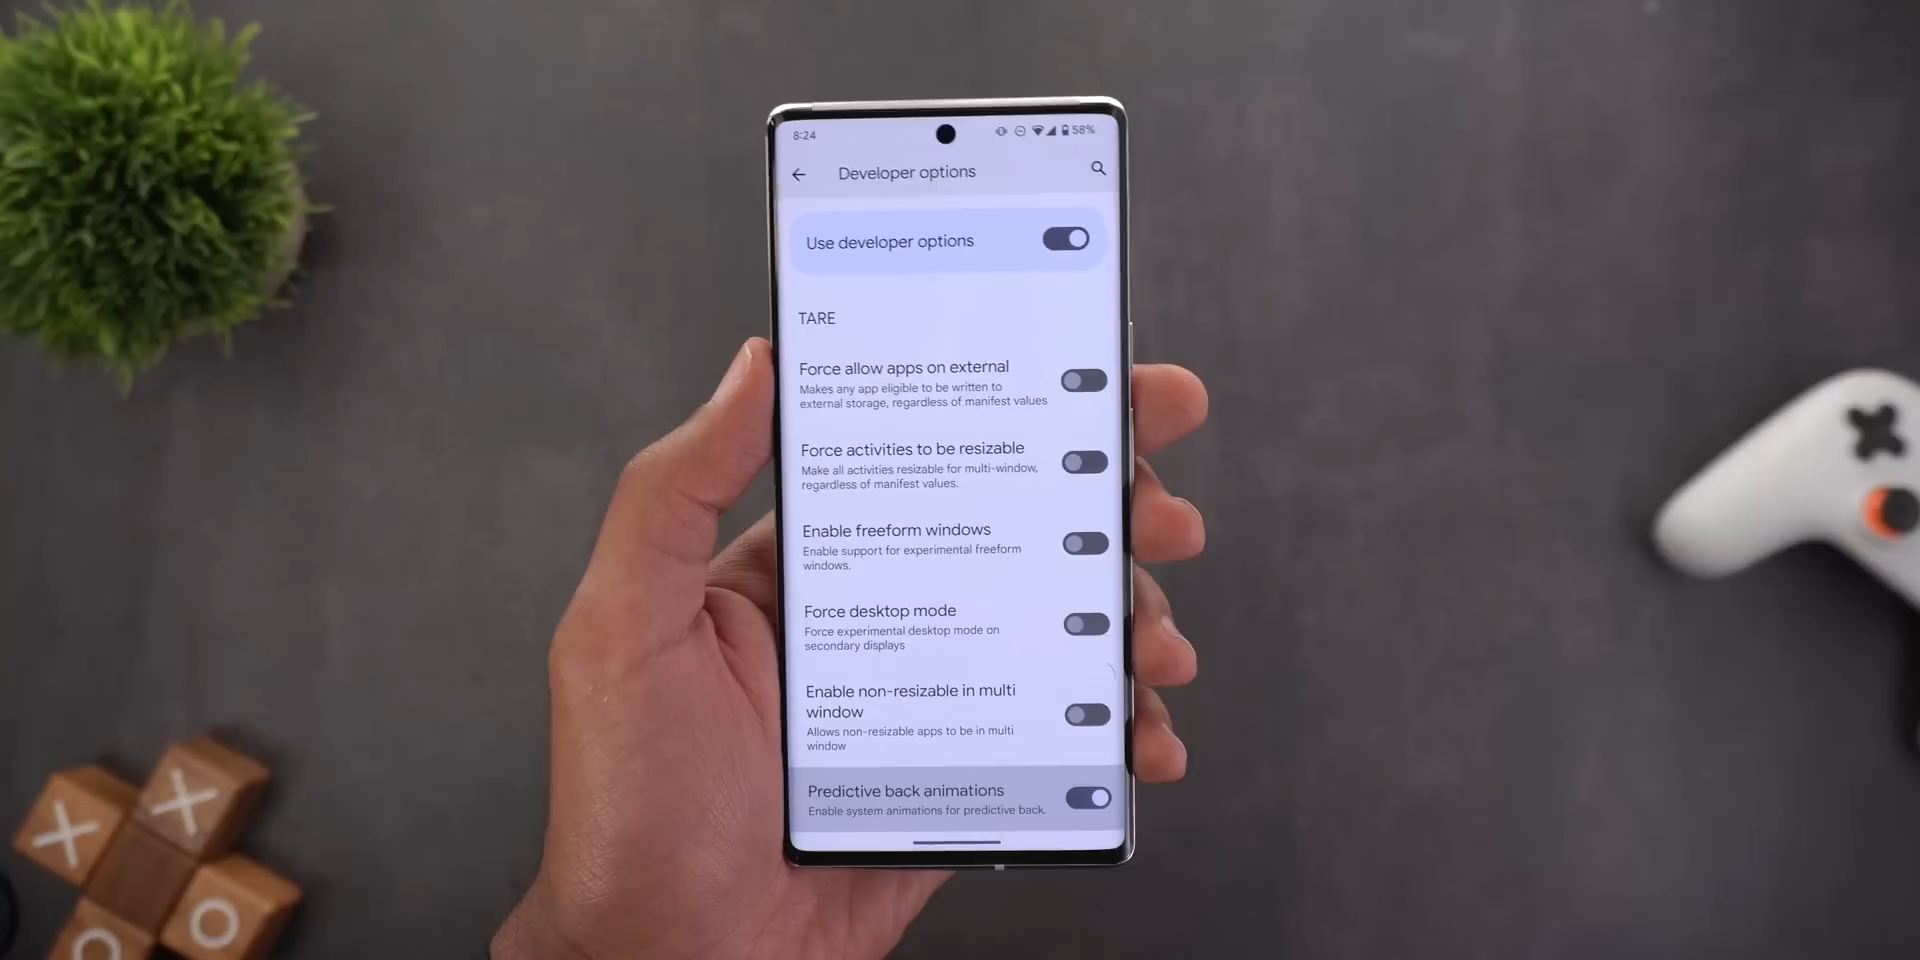 8:24
58%
Developer options
Use developer options
TARE
Force allow apps on external
Makes any app eligible to be written to
external storage, regardless of manifest values
Force activities to be resizable
Make all activities resizable for multi-window,
regardless of manifest values.
Enable freeform windows
Enable support for experimental freeform
windows.
Force desktop mode
Force experimental desktop mode on
secondary displays
Enable non-resizable in multi
window
Allows non-resizable apps to be in multi
window
Predictive back animations
Enable system animations for predictive back.
X
X
O
O